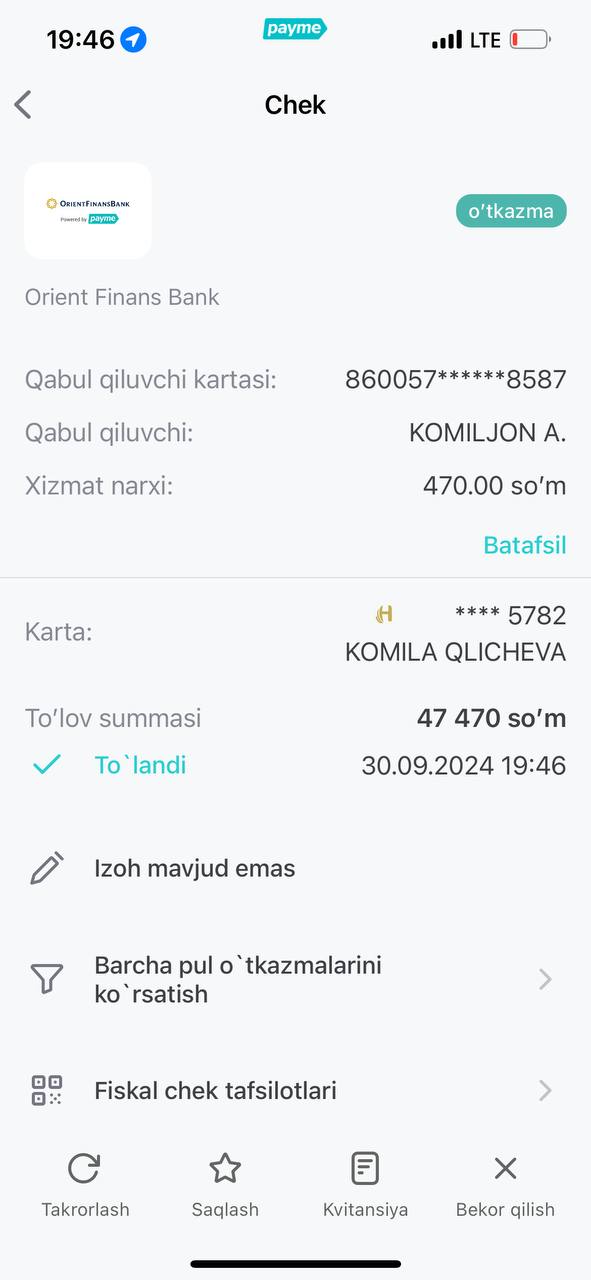 19:46
payme
LTE
Chek
ORIENTFINANSBANK
Powered by payme
o'tkazma
Orient Finans Bank
Qabul qiluvchi kartasi: 860057******8587
Qabul qiluvchi: KOMILJON A.
Xizmat narxi: 470.00 so'm
Batafsil
Karta: **** 5782
KOMILA QLICHEVA
To'lov summasi 47 470 so'm
To`landi 30.09.2024 19:46
Izoh mavjud emas
Barcha pul o`tkazmalarini
ko`rsatish
Fiskal chek tafsilotlari
Takrorlash Saqlash Kvitansiya Bekor qilish